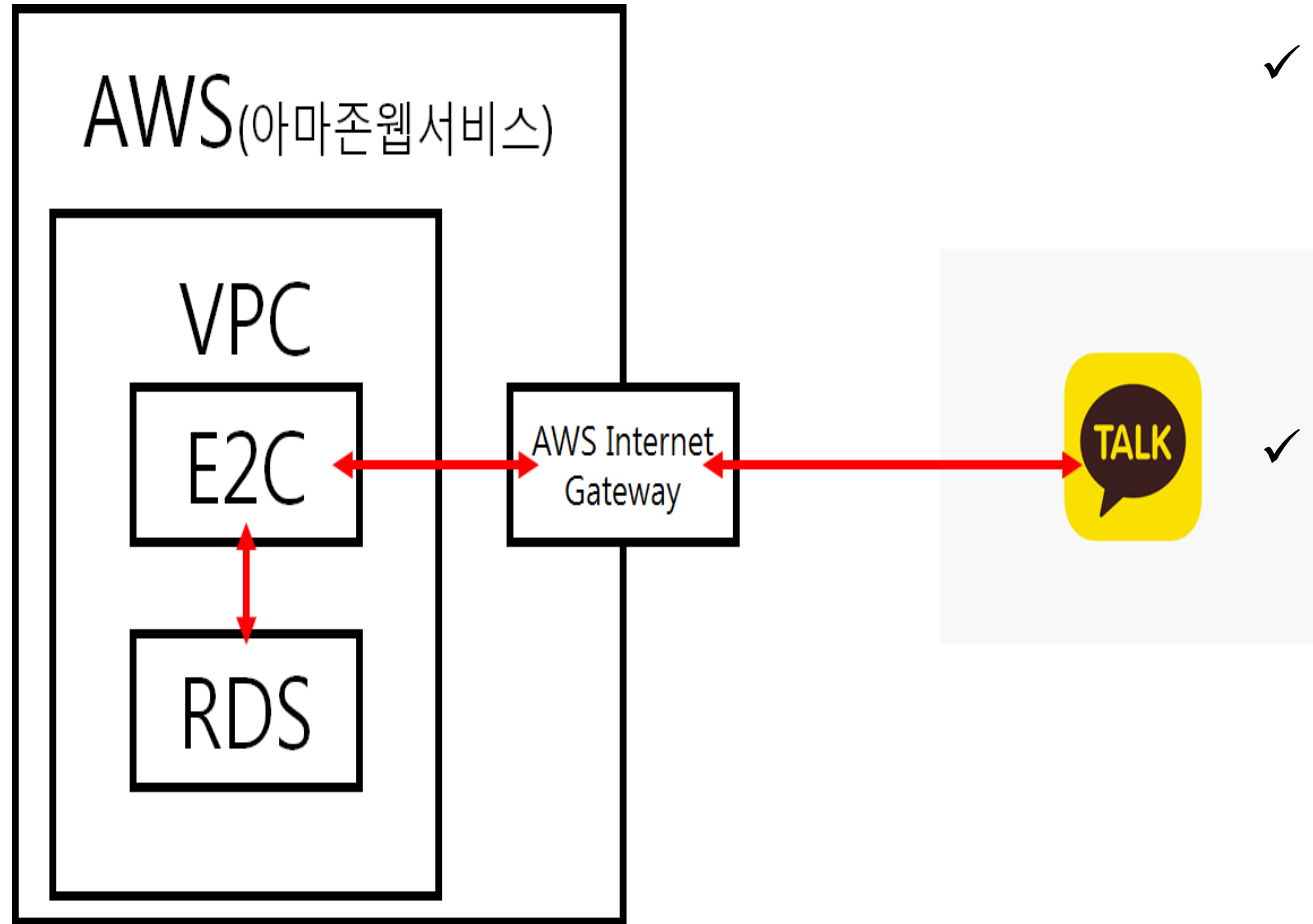 AWS(아마존웹서비스)
VPC
E2C
AWS Internet
Gateway
TALK
RDS